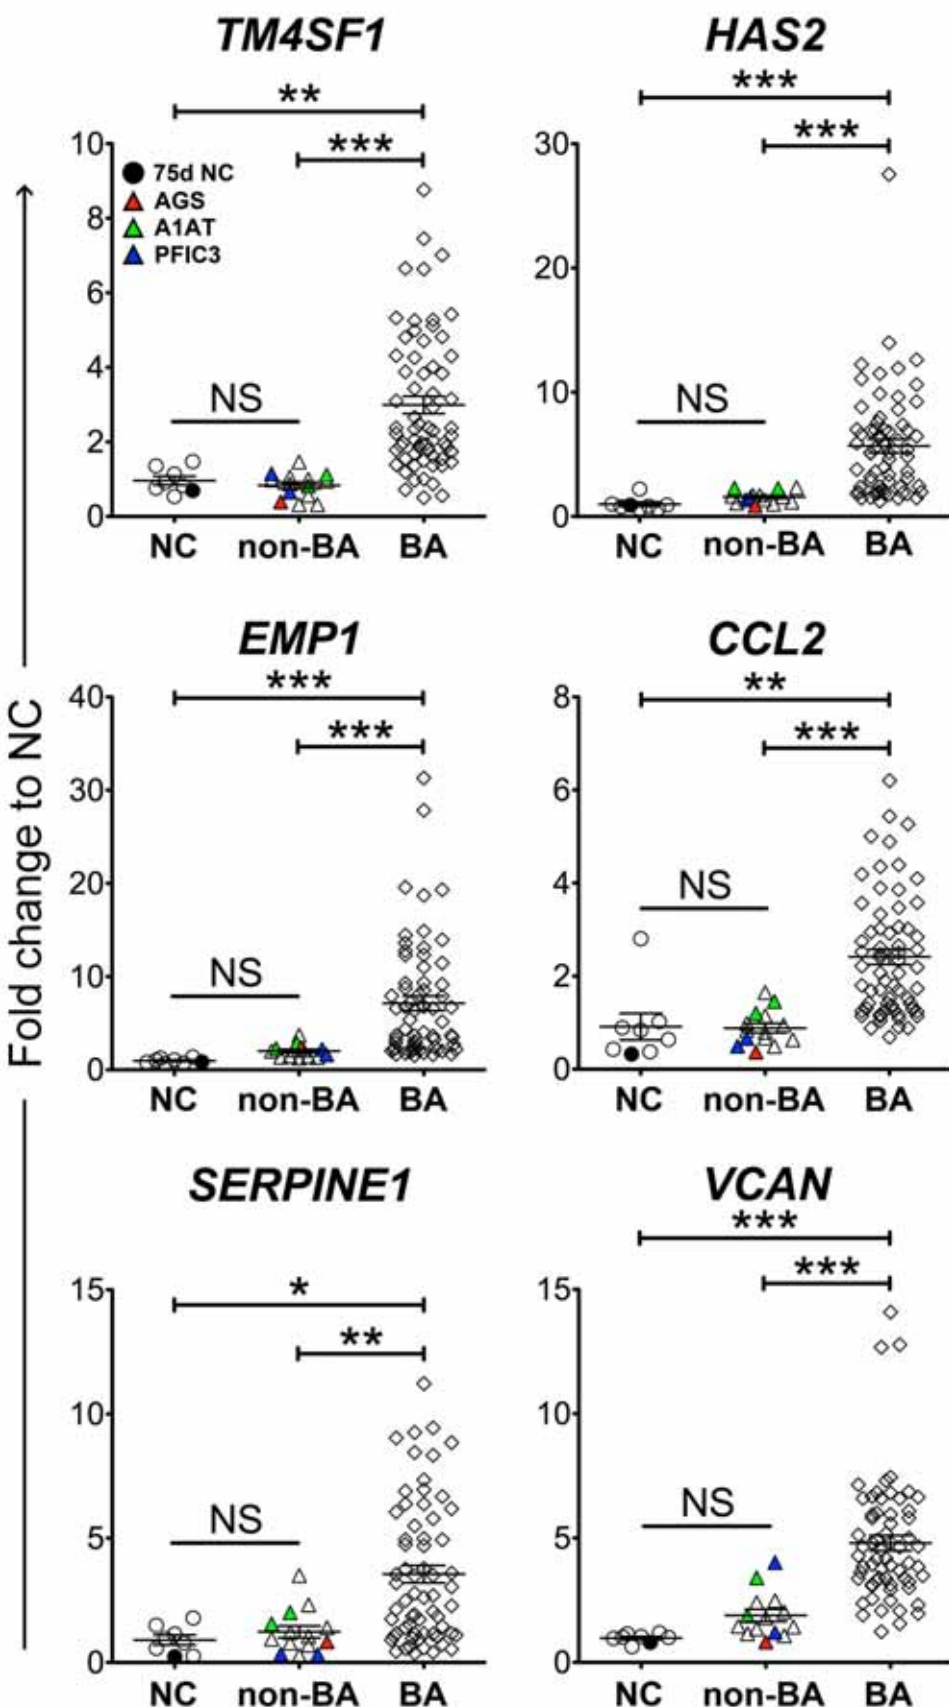 TM4SF1 HAS2
** ***
*** ***
10 30
75d NC
AGS
A1AT
PFIC3
8
20
6
4
10
NS NS
2
0 0
NC non-BA BA NC non-BA BA
EMP1 CCL2
*** **
*** ***
40 8
30 6
20 4
NS NS
10 2
0 0
NC non-BA BA NC non-BA BA
SERPINE1 VCAN
* ***
** ***
15 15
10 10
NS NS
5 5
0 0
NC non-BA BA NC non-BA BA
Fold change to NC